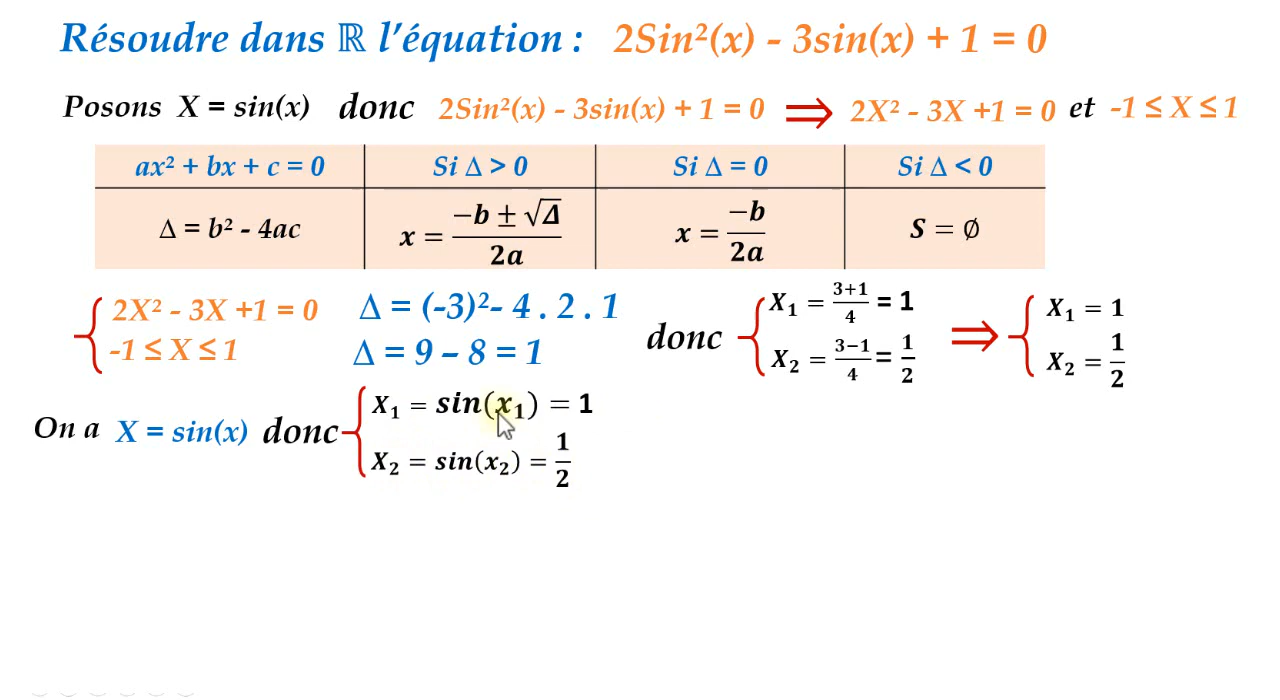 Résoudre dans ℝ l'équation : 2Sin²(x) - 3sin(x) + 1 = 0
Posons X = sin(x) donc 2Sin²(x) - 3sin(x) + 1 = 0 ⟹ 2X² - 3X +1 = 0 et -1 ≤ X ≤ 1
ax² + bx + c = 0 Si Δ > 0 Si Δ = 0 Si Δ < 0
Δ = b² - 4ac x = (−b ± √Δ)/2a x = −b/2a S = ∅
2X² - 3X +1 = 0 Δ = (-3)²- 4 . 2 . 1 donc X₁ = (3+1)/4 = 1 ⟹ X₁ = 1
-1 ≤ X ≤ 1 Δ = 9 – 8 = 1 X₂ = (3−1)/4 = 1/2 X₂ = 1/2
On a X = sin(x) donc X₁ = sin(x₁) = 1
X₂ = sin(x₂) = 1/2